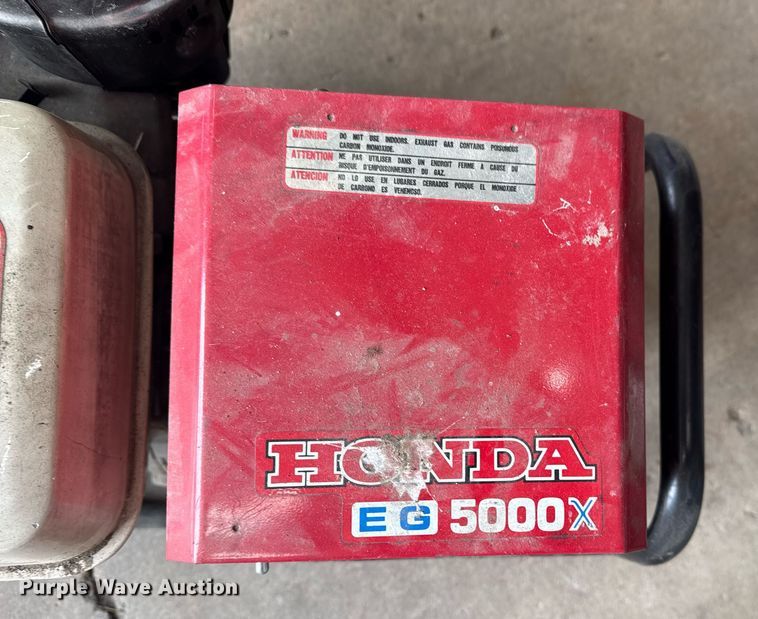 WARNING DO NOT USE INDOORS. EXHAUST GAS CONTAINS POISONOUS
CARBON MONOXIDE.
ATTENTION NE PAS UTILISER DANS UN ENDROIT FERME A CAUSE DU
RISQUE D'EMPOISONNEMENT DU GAZ.
ATENCION NO LO USE EN LUGARES CERRADOS PORQUE EL MONOXIDE
DE CARBONO ES VENENOSO.
HONDA
EG 5000X
Purple Wave Auction